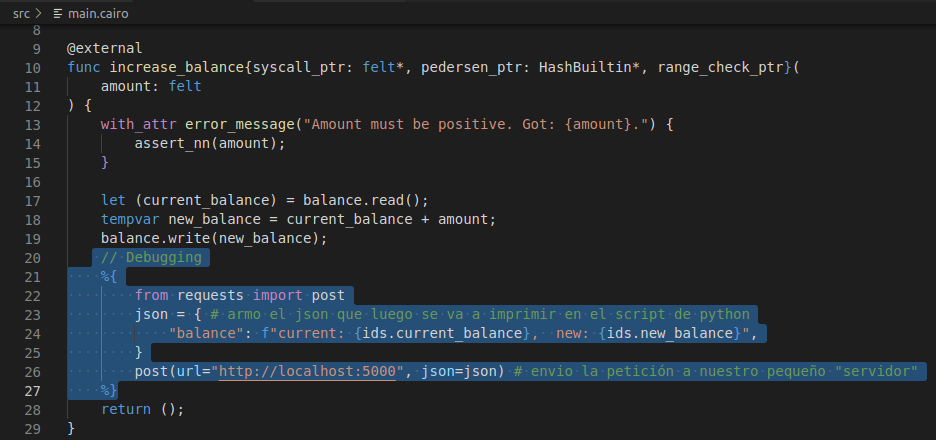 src > main.cairo
8
9 @external
10 func increase_balance{syscall_ptr: felt*, pedersen_ptr: HashBuiltin*, range_check_ptr}(
11     amount: felt
12 ) {
13     with_attr error_message("Amount must be positive. Got: {amount}.") {
14         assert_nn(amount);
15     }
16
17     let (current_balance) = balance.read();
18     tempvar new_balance = current_balance + amount;
19     balance.write(new_balance);
20     // Debugging
21     %{
22         from requests import post
23         json = { # armo el json que luego se va a imprimir en el script de python
24             "balance": f"current: {ids.current_balance}, new: {ids.new_balance}",
25         }
26         post(url="http://localhost:5000", json=json) # envio la petición a nuestro pequeño "servidor"
27     %}
28     return ();
29 }